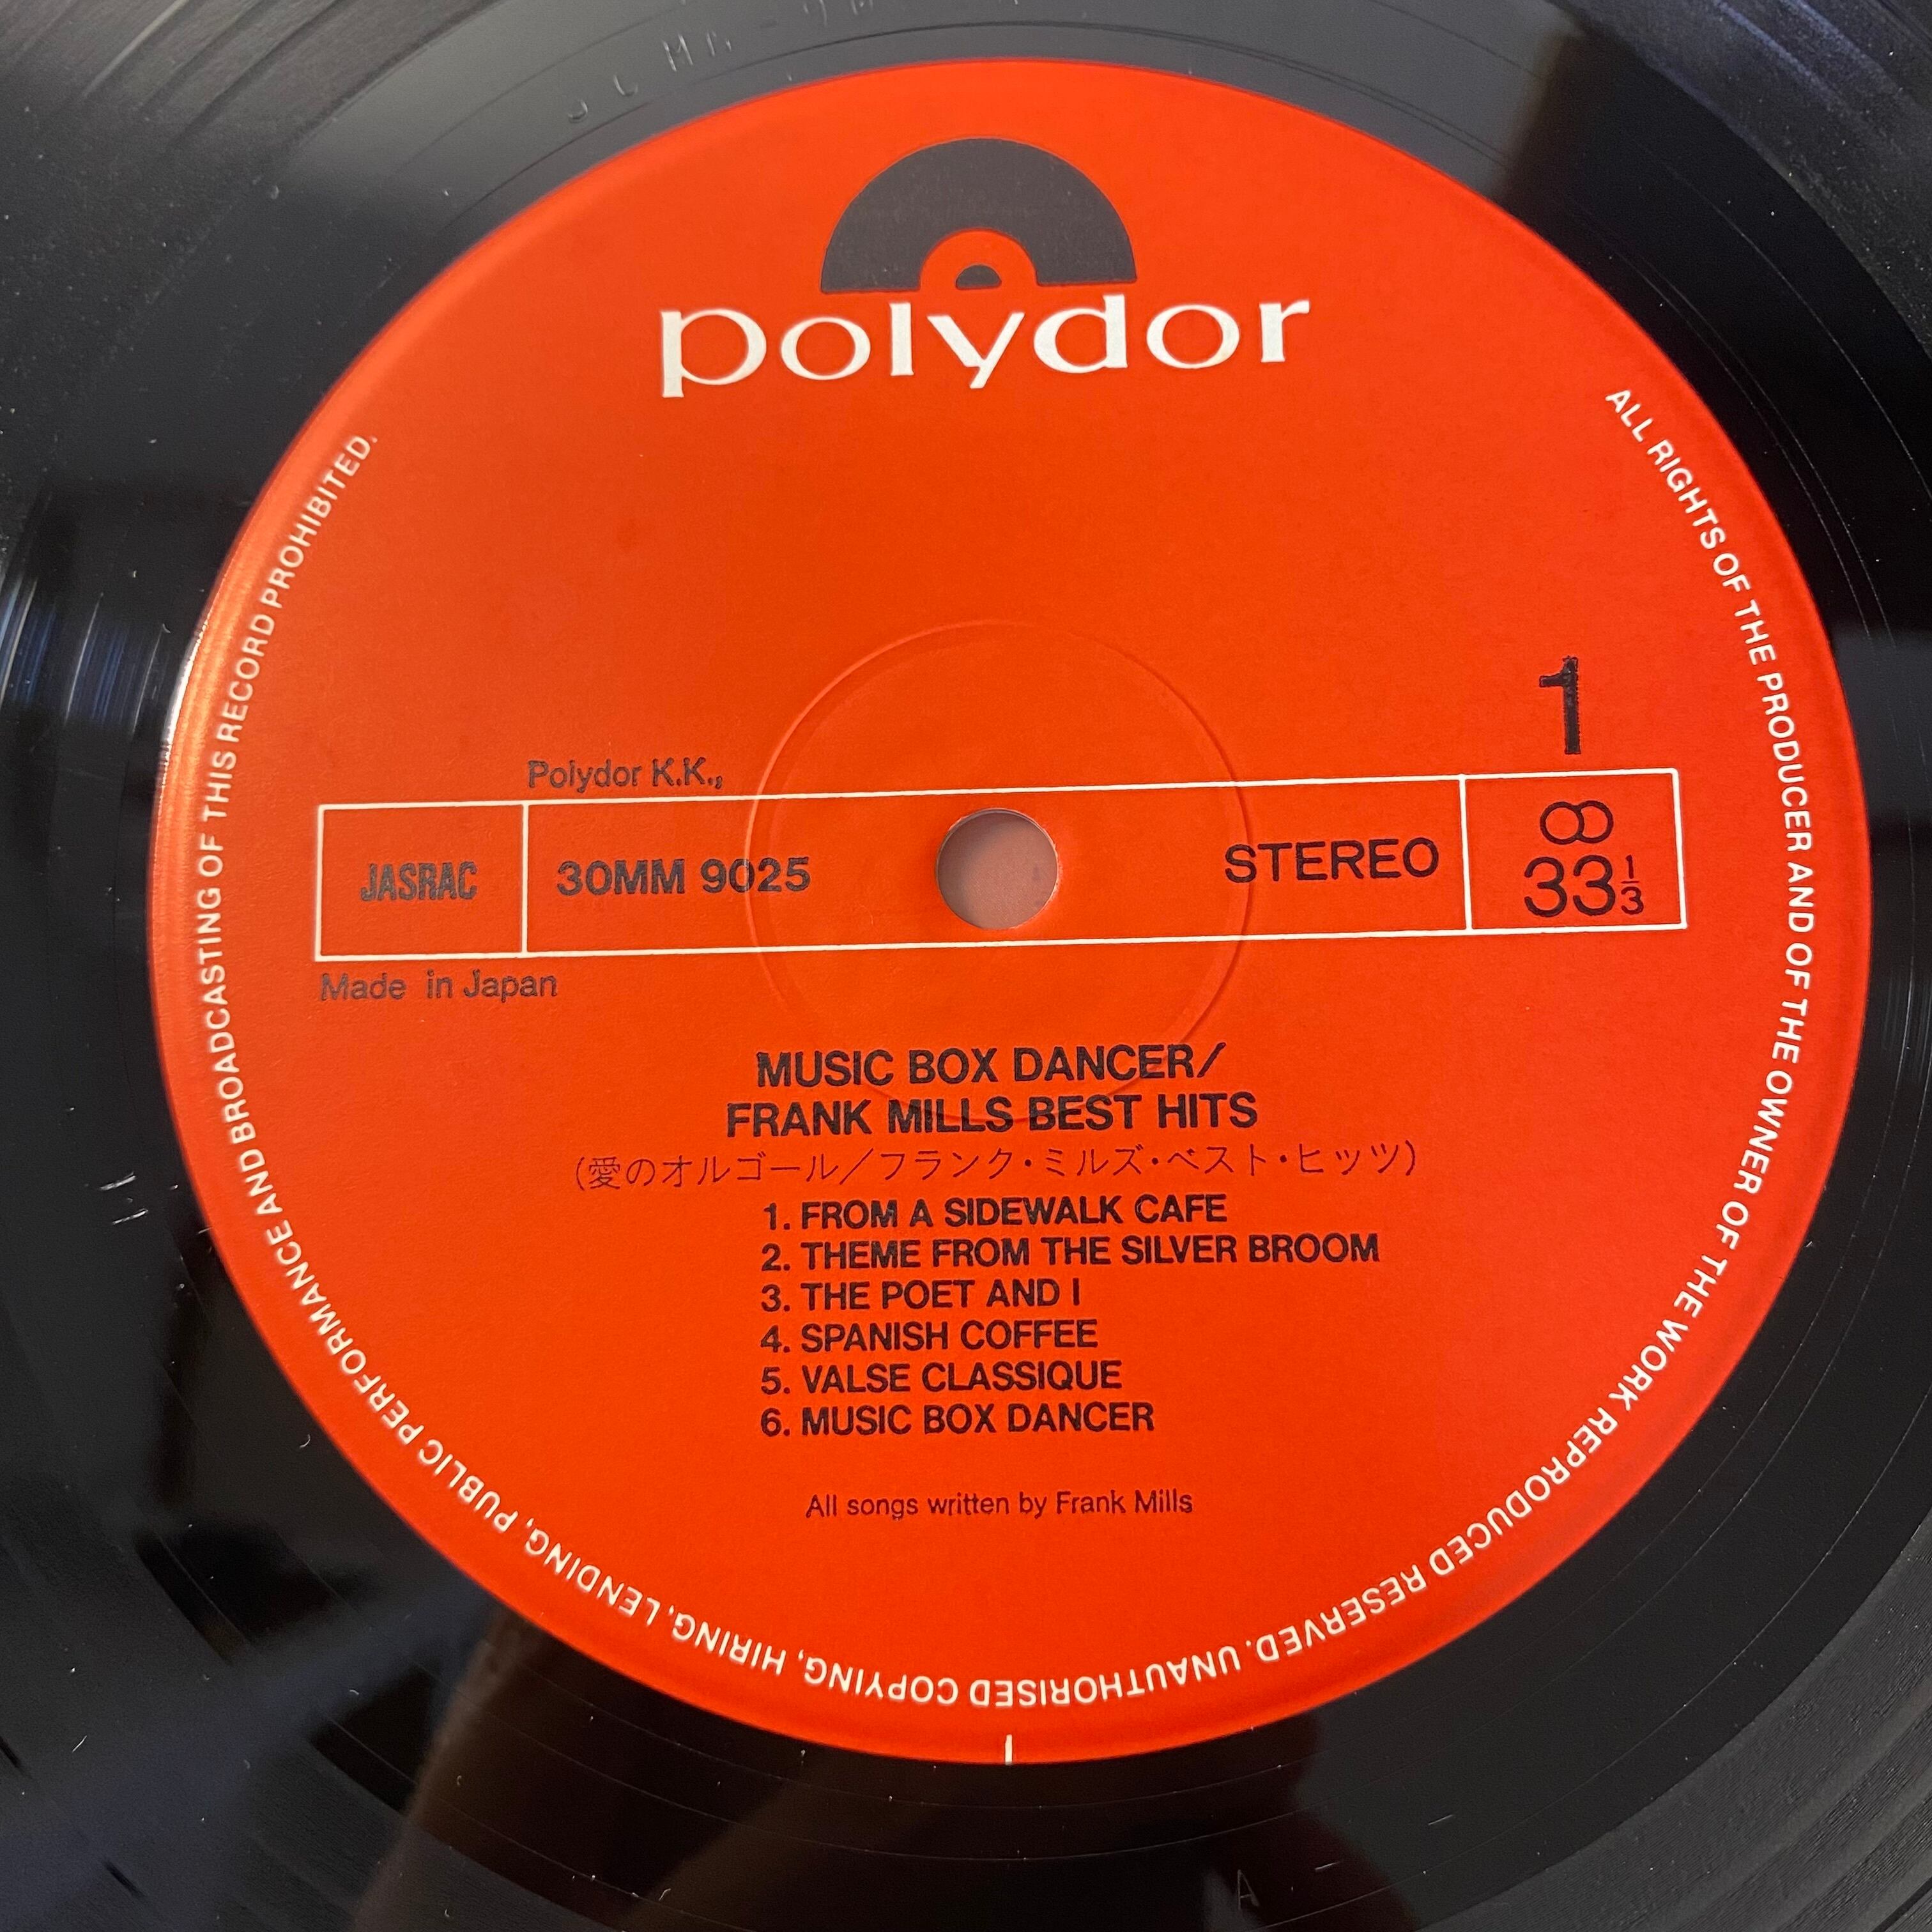 polydor
1
Polydor K.K.,
JASRAC 30MM 9025 STEREO 33 1/3
Made in Japan
MUSIC BOX DANCER/
FRANK MILLS BEST HITS
(愛のオルゴール／フランク・ミルズ・ベスト・ヒッツ)
1. FROM A SIDEWALK CAFE
2. THEME FROM THE SILVER BROOM
3. THE POET AND I
4. SPANISH COFFEE
5. VALSE CLASSIQUE
6. MUSIC BOX DANCER
All songs written by Frank Mills
ALL RIGHTS OF THE PRODUCER AND OF THE OWNER OF THE WORK REPRODUCED RESERVED. UNAUTHORISED COPYING, HIRING, LENDING, PUBLIC PERFORMANCE AND BROADCASTING OF THIS RECORD PROHIBITED.
A